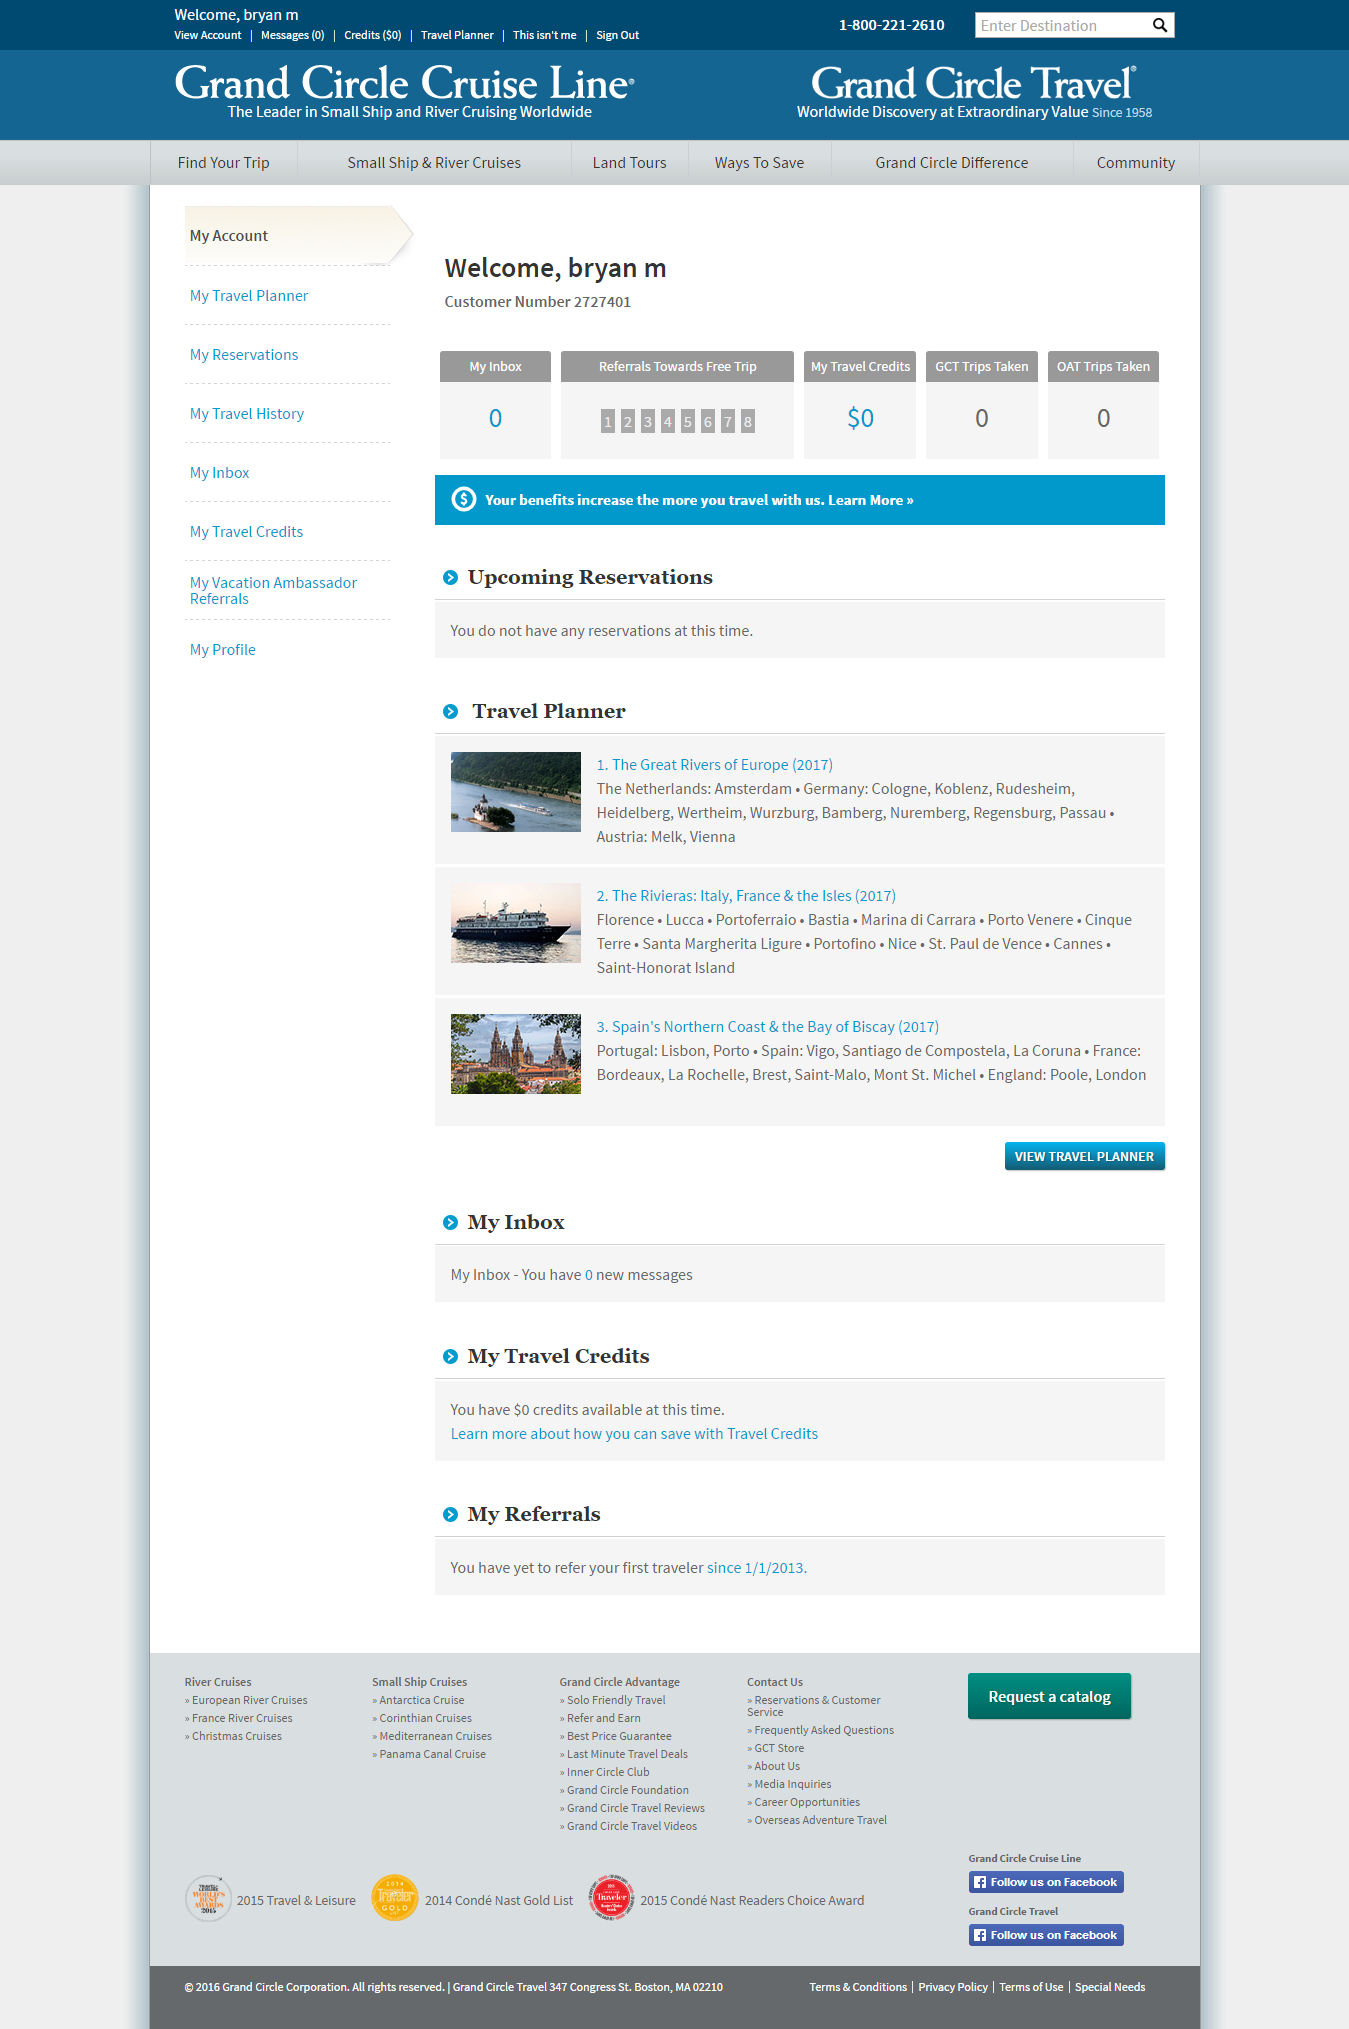 Welcome, bryan m
View Account | Messages (0) | Credits ($0) | Travel Planner | This isn't me | Sign Out
1-800-221-2610
Enter Destination
Grand Circle Cruise Line®
The Leader in Small Ship and River Cruising Worldwide
Grand Circle Travel®
Worldwide Discovery at Extraordinary Value Since 1958
Find Your Trip
Small Ship & River Cruises
Land Tours
Ways To Save
Grand Circle Difference
Community
My Account
My Travel Planner
My Reservations
My Travel History
My Inbox
My Travel Credits
My Vacation Ambassador
Referrals
My Profile
Welcome, bryan m
Customer Number 2727401
My Inbox
0
Referrals Towards Free Trip
1 2 3 4 5 6 7 8
My Travel Credits
$0
GCT Trips Taken
0
OAT Trips Taken
0
Your benefits increase the more you travel with us. Learn More »
Upcoming Reservations
You do not have any reservations at this time.
Travel Planner
1. The Great Rivers of Europe (2017)
The Netherlands: Amsterdam • Germany: Cologne, Koblenz, Rudesheim,
Heidelberg, Wertheim, Wurzburg, Bamberg, Nuremberg, Regensburg, Passau •
Austria: Melk, Vienna
2. The Rivieras: Italy, France & the Isles (2017)
Florence • Lucca • Portoferraio • Bastia • Marina di Carrara • Porto Venere • Cinque
Terre • Santa Margherita Ligure • Portofino • Nice • St. Paul de Vence • Cannes •
Saint-Honorat Island
3. Spain's Northern Coast & the Bay of Biscay (2017)
Portugal: Lisbon, Porto • Spain: Vigo, Santiago de Compostela, La Coruna • France:
Bordeaux, La Rochelle, Brest, Saint-Malo, Mont St. Michel • England: Poole, London
VIEW TRAVEL PLANNER
My Inbox
My Inbox - You have 0 new messages
My Travel Credits
You have $0 credits available at this time.
Learn more about how you can save with Travel Credits
My Referrals
You have yet to refer your first traveler since 1/1/2013.
River Cruises
» European River Cruises
» France River Cruises
» Christmas Cruises
Small Ship Cruises
» Antarctica Cruise
» Corinthian Cruises
» Mediterranean Cruises
» Panama Canal Cruise
Grand Circle Advantage
» Solo Friendly Travel
» Refer and Earn
» Best Price Guarantee
» Last Minute Travel Deals
» Inner Circle Club
» Grand Circle Foundation
» Grand Circle Travel Reviews
» Grand Circle Travel Videos
Contact Us
» Reservations & Customer
Service
» Frequently Asked Questions
» GCT Store
» About Us
» Media Inquiries
» Career Opportunities
» Overseas Adventure Travel
Request a catalog
WORLD'S
BEST
AWARDS
2015
2015 Travel & Leisure
2014
Traveler
GOLD
2014 Condé Nast Gold List
Traveler
2015 Condé Nast Readers Choice Award
Grand Circle Cruise Line
Follow us on Facebook
Grand Circle Travel
Follow us on Facebook
© 2016 Grand Circle Corporation. All rights reserved. | Grand Circle Travel 347 Congress St. Boston, MA 02210
Terms & Conditions | Privacy Policy | Terms of Use | Special Needs